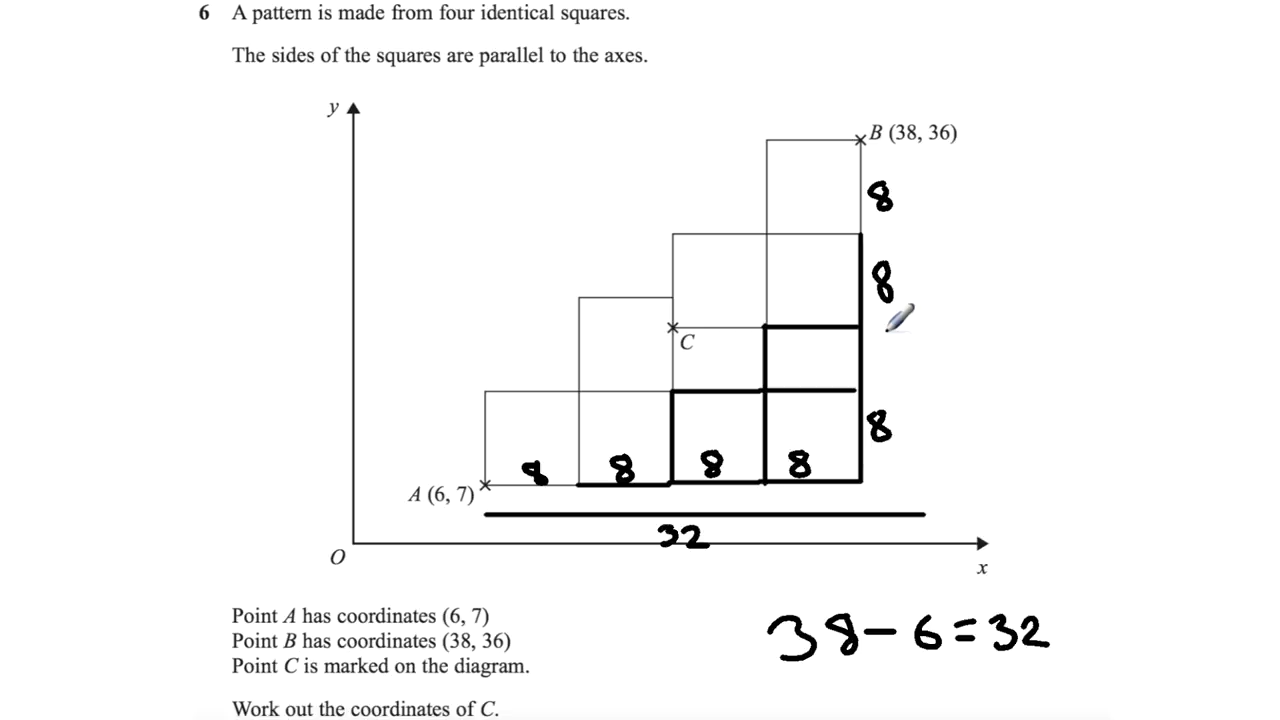 6 A pattern is made from four identical squares.
The sides of the squares are parallel to the axes.
y
B (38, 36)
8
8
C
8
8 8 8 8
A (6, 7)
32
O
x
Point A has coordinates (6, 7)
Point B has coordinates (38, 36)
Point C is marked on the diagram.
38-6=32
Work out the coordinates of C.